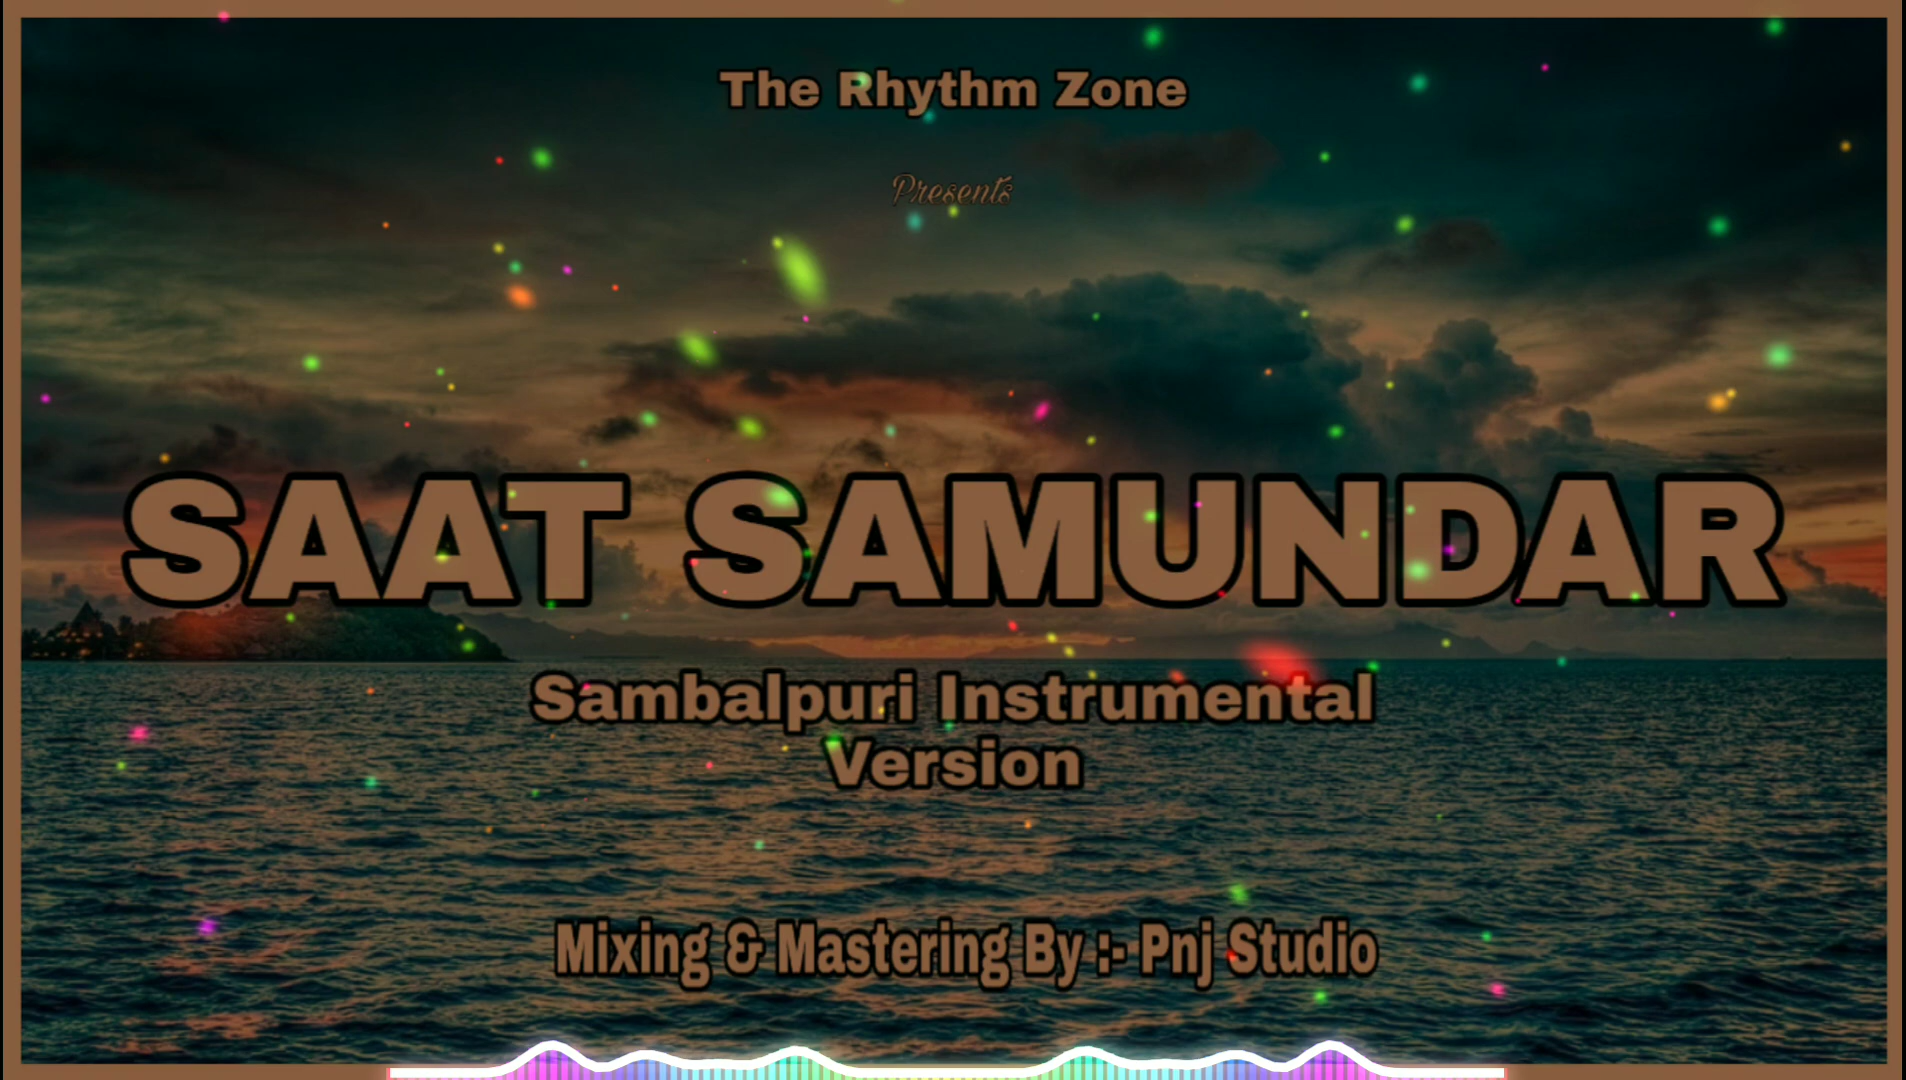 The Rhythm Zone
Presents
SAAT SAMUNDAR
Sambalpuri Instrumental
Version
Mixing & Mastering By :- Pnj Studio